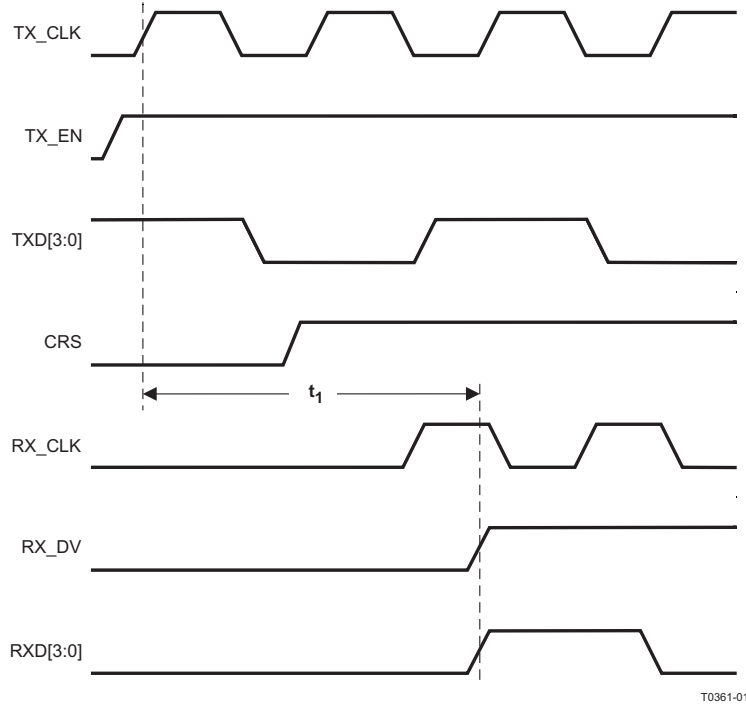 TX_CLK
TX_EN
TXD[3:0]
CRS
t1
RX_CLK
RX_DV
RXD[3:0]
T0361-01